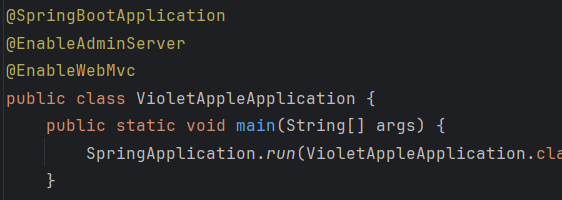 @SpringBootApplication
@EnableAdminServer
@EnableWebMvc
public class VioletAppleApplication {
public static void main(String[] args) {
SpringApplication.run(VioletAppleApplication.cla
}